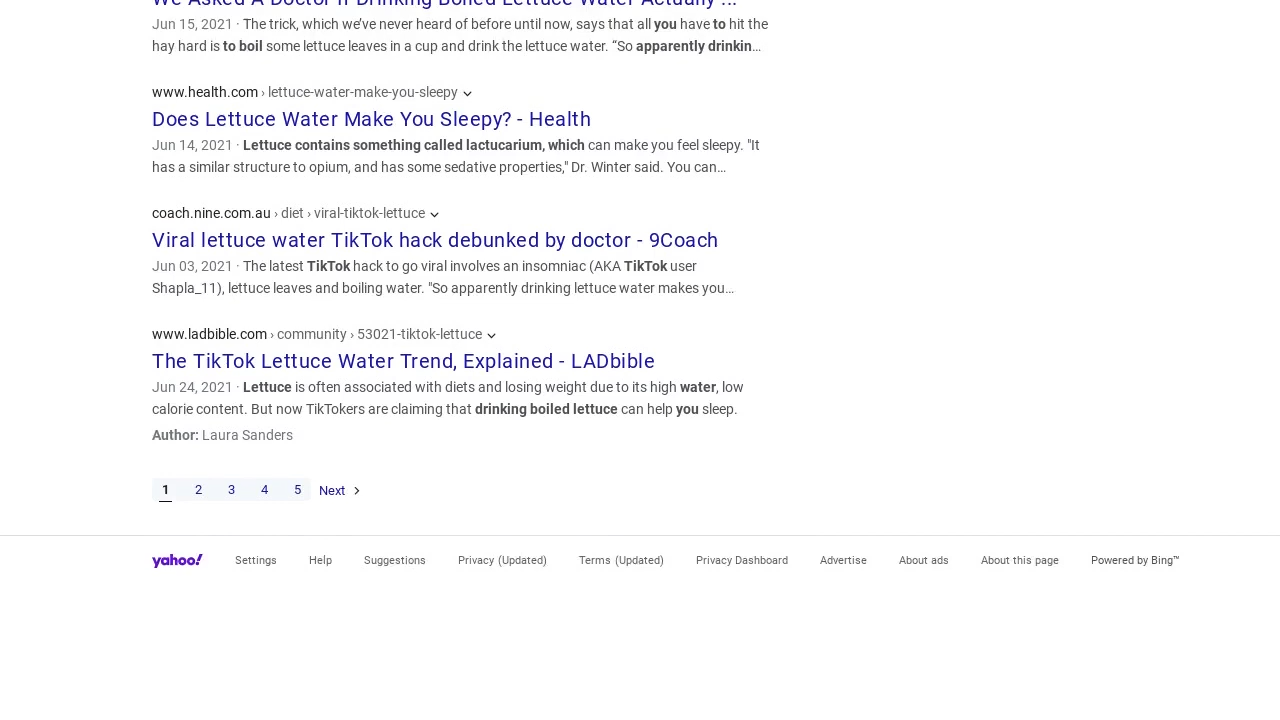 We Asked A Doctor If Drinking Boiled Lettuce Water Actually ...
Jun 15, 2021 · The trick, which we’ve never heard of before until now, says that all you have to hit the
hay hard is to boil some lettuce leaves in a cup and drink the lettuce water. “So apparently drinkin…
www.health.com › lettuce-water-make-you-sleepy
Does Lettuce Water Make You Sleepy? - Health
Jun 14, 2021 · Lettuce contains something called lactucarium, which can make you feel sleepy. "It
has a similar structure to opium, and has some sedative properties," Dr. Winter said. You can…
coach.nine.com.au › diet › viral-tiktok-lettuce
Viral lettuce water TikTok hack debunked by doctor - 9Coach
Jun 03, 2021 · The latest TikTok hack to go viral involves an insomniac (AKA TikTok user
Shapla_11), lettuce leaves and boiling water. "So apparently drinking lettuce water makes you…
www.ladbible.com › community › 53021-tiktok-lettuce
The TikTok Lettuce Water Trend, Explained - LADbible
Jun 24, 2021 · Lettuce is often associated with diets and losing weight due to its high water, low
calorie content. But now TikTokers are claiming that drinking boiled lettuce can help you sleep.
Author: Laura Sanders
1 2 3 4 5 Next
yahoo! Settings Help Suggestions Privacy (Updated) Terms (Updated) Privacy Dashboard Advertise About ads About this page Powered by Bing™